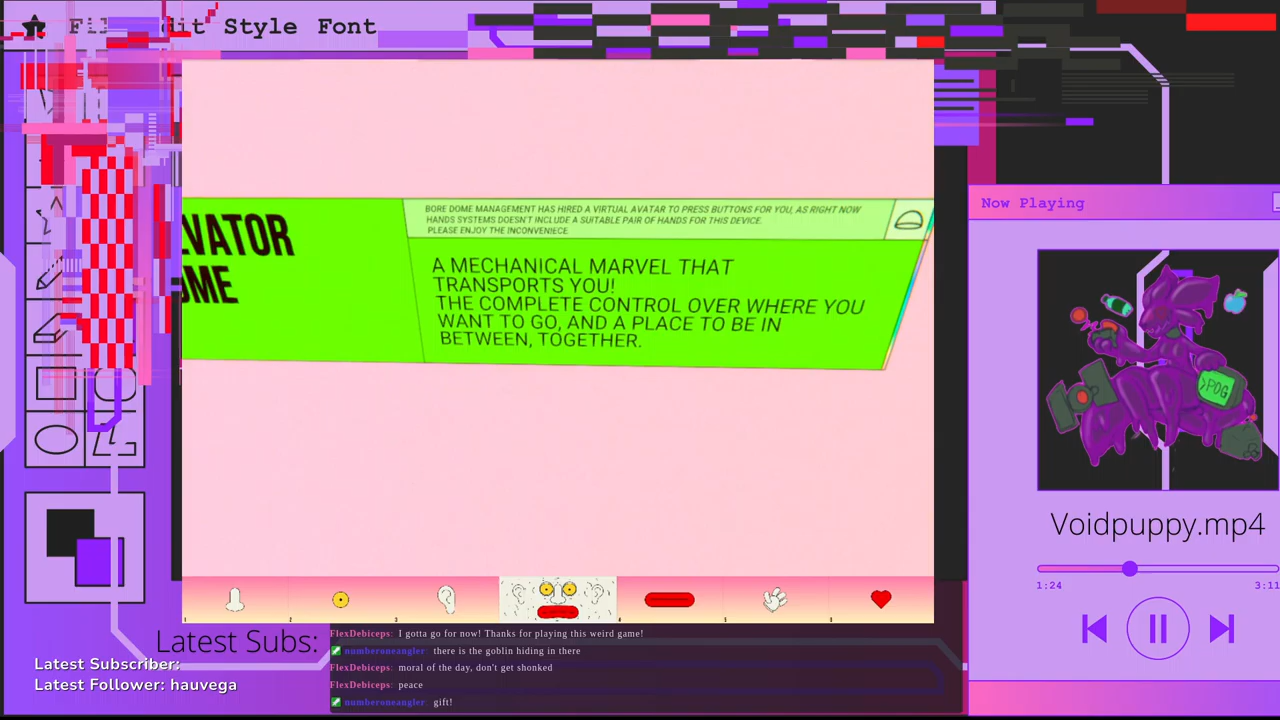 Style Font
EVATOR
OME
BORE DOME MANAGEMENT HAS HIRED A VIRTUAL AVATAR TO PRESS BUTTONS FOR YOU, AS RIGHT NOW
HANDS SYSTEMS DOESN'T INCLUDE A SUITABLE PAIR OF HANDS FOR THIS DEVICE.
PLEASE ENJOY THE INCONVENIECE.
A MECHANICAL MARVEL THAT
TRANSPORTS YOU!
THE COMPLETE CONTROL OVER WHERE YOU
WANT TO GO, AND A PLACE TO BE IN
BETWEEN, TOGETHER.
Now Playing
>POG
Voidpuppy.mp4
1:24
3:11
Latest Subs:
Latest Subscriber:
Latest Follower: hauvega
FlexDebiceps: I gotta go for now! Thanks for playing this weird game!
numberoneangler: there is the goblin hiding in there
FlexDebiceps: moral of the day, don't get shonked
FlexDebiceps: peace
numberoneangler: gift!